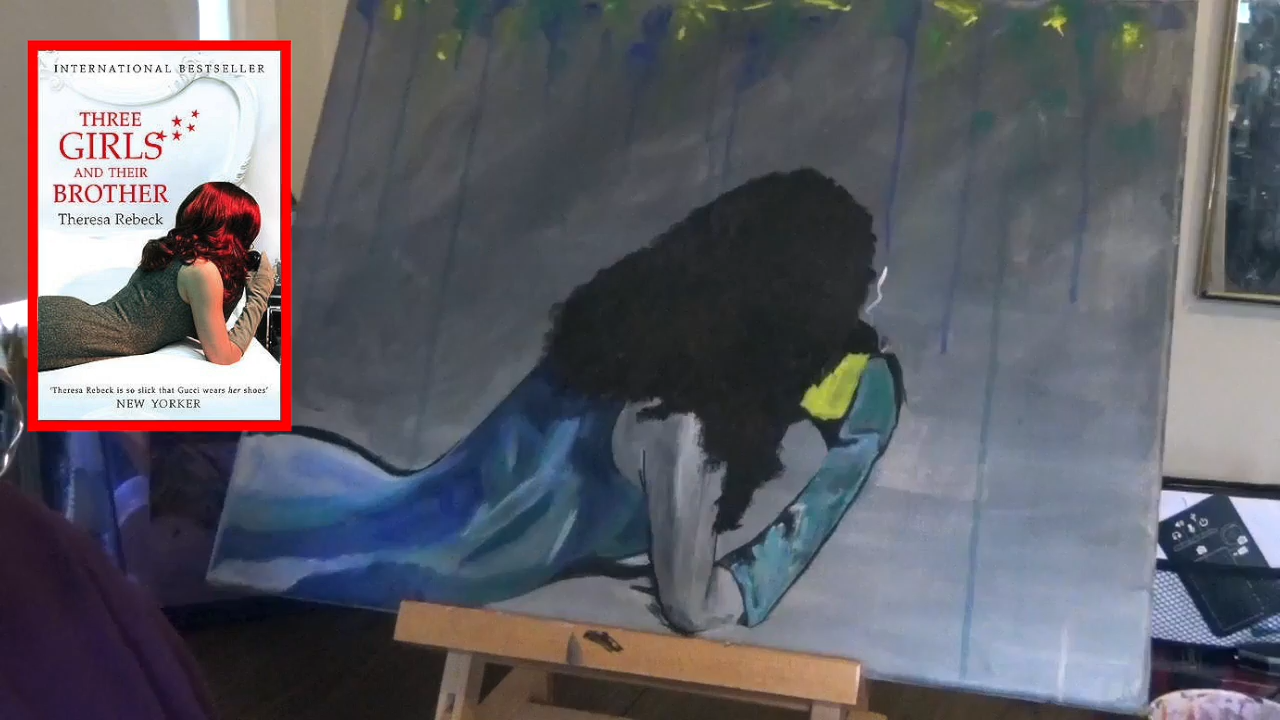 INTERNATIONAL BESTSELLER
THREE
GIRLS
AND THEIR
BROTHER
Theresa Rebeck
'Theresa Rebeck is so slick that Gucci wears her shoes'
NEW YORKER